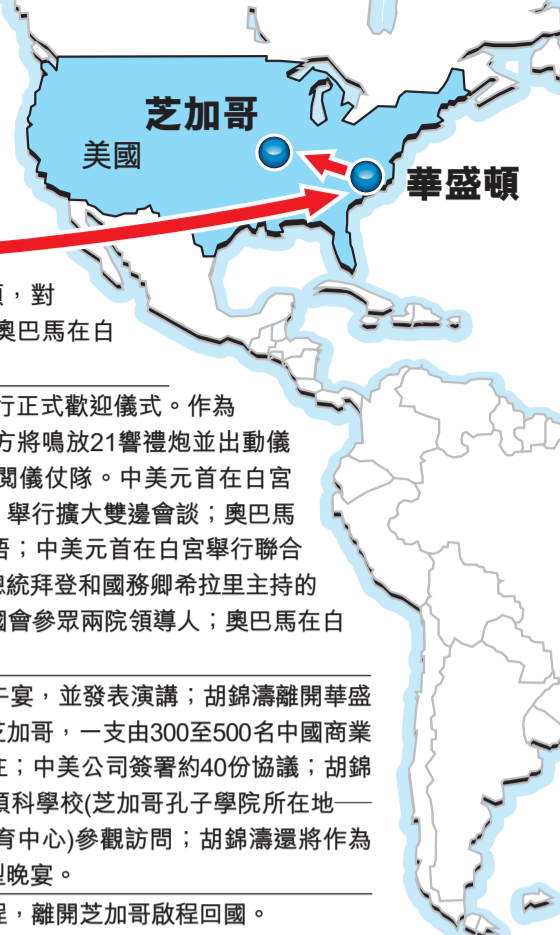 芝加哥
美國
華盛頓
，對
奧巴馬在白
行正式歡迎儀式。作為
方將鳴放21響禮炮並出動儀
閱儀仗隊。中美元首在白宮
舉行擴大雙邊會談；奧巴馬
；中美元首在白宮舉行聯合
總統拜登和國務卿希拉里主持的
國會參眾兩院領導人；奧巴馬在白
午宴，並發表演講；胡錦濤離開華盛
芝加哥，一支由300至500名中國商業
；中美公司簽署約40份協議；胡錦
頓科學校(芝加哥孔子學院所在地──
育中心)參觀訪問；胡錦濤還將作為
型晚宴。
程，離開芝加哥啟程回國。